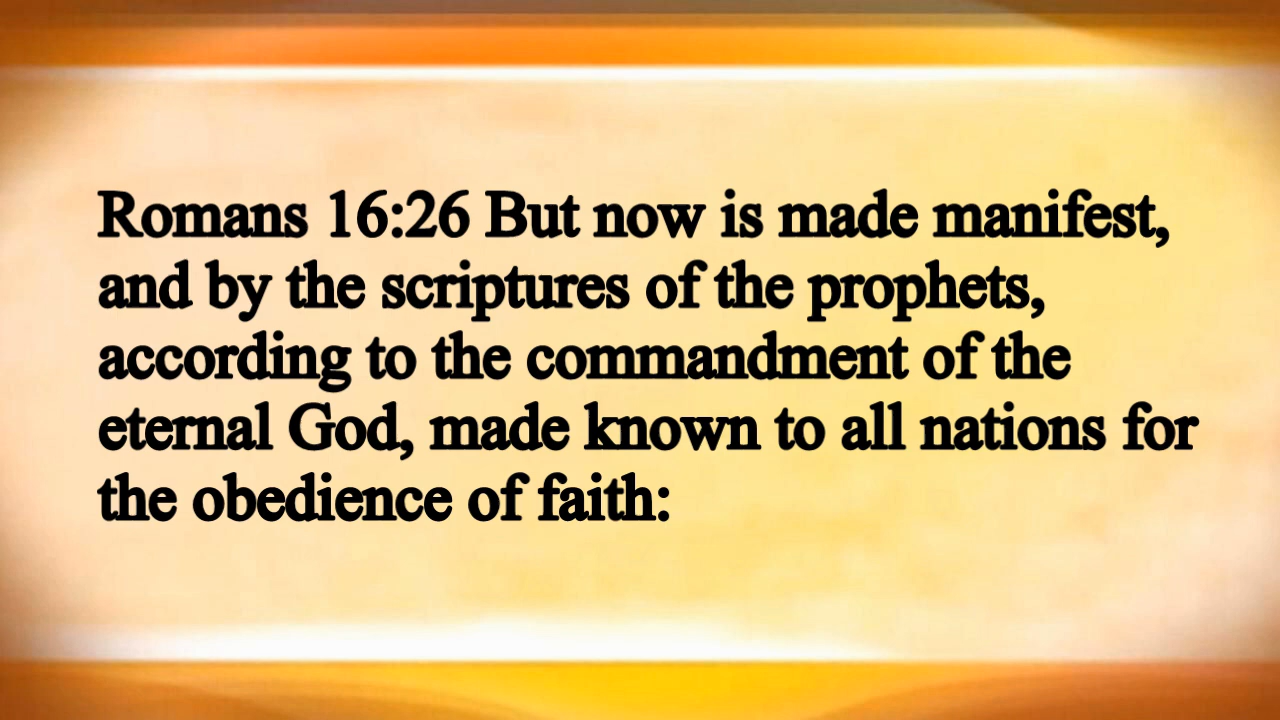 Romans 16:26 But now is made manifest,
and by the scriptures of the prophets,
according to the commandment of the
eternal God, made known to all nations for
the obedience of faith: